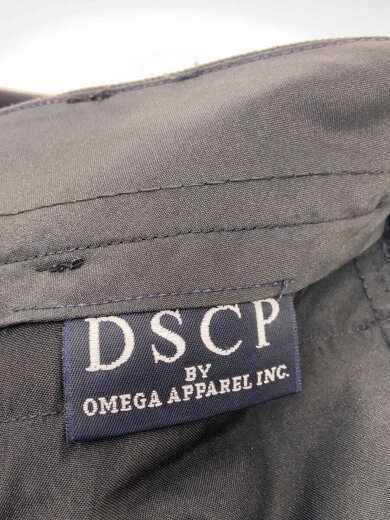 DSCP
BY
OMEGA APPAREL INC.